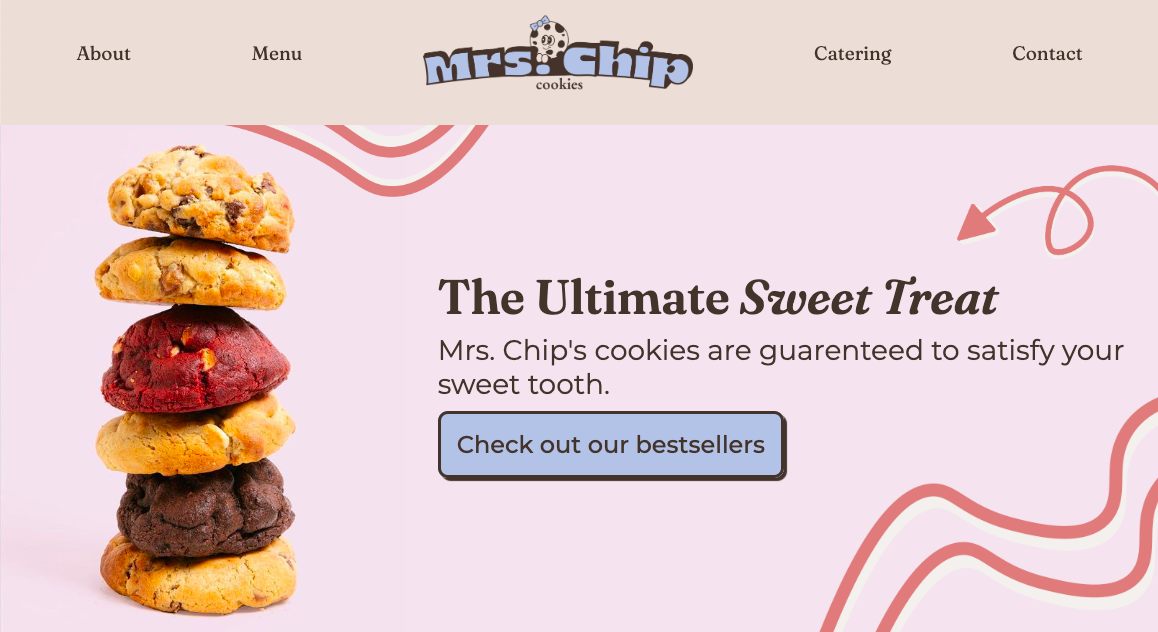 About
Menu
Mrs. Chip
cookies
Catering
Contact
The Ultimate Sweet Treat
Mrs. Chip's cookies are guarenteed to satisfy your
sweet tooth.
Check out our bestsellers